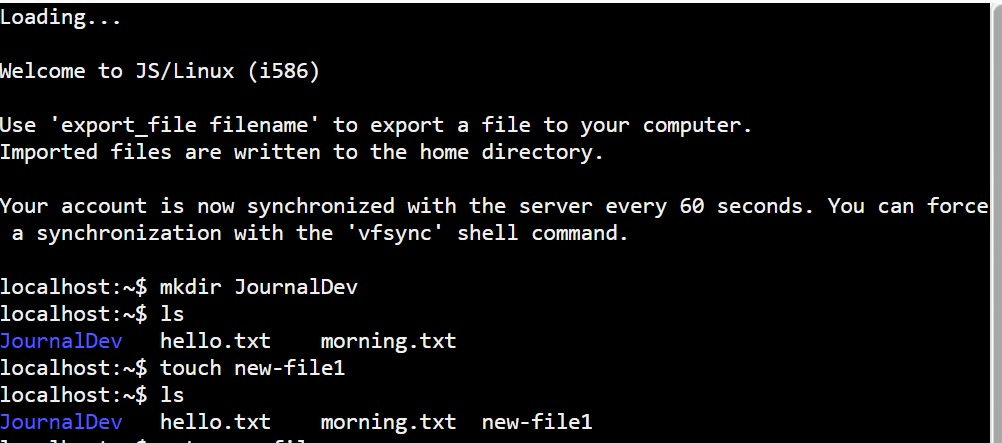 Loading...
Welcome to JS/Linux (i586)
Use 'export_file filename' to export a file to your computer.
Imported files are written to the home directory.
Your account is now synchronized with the server every 60 seconds. You can force
a synchronization with the 'vfsync' shell command.
localhost:~$ mkdir JournalDev
localhost:~$ ls
JournalDev   hello.txt    morning.txt
localhost:~$ touch new-file1
localhost:~$ ls
JournalDev   hello.txt    morning.txt  new-file1